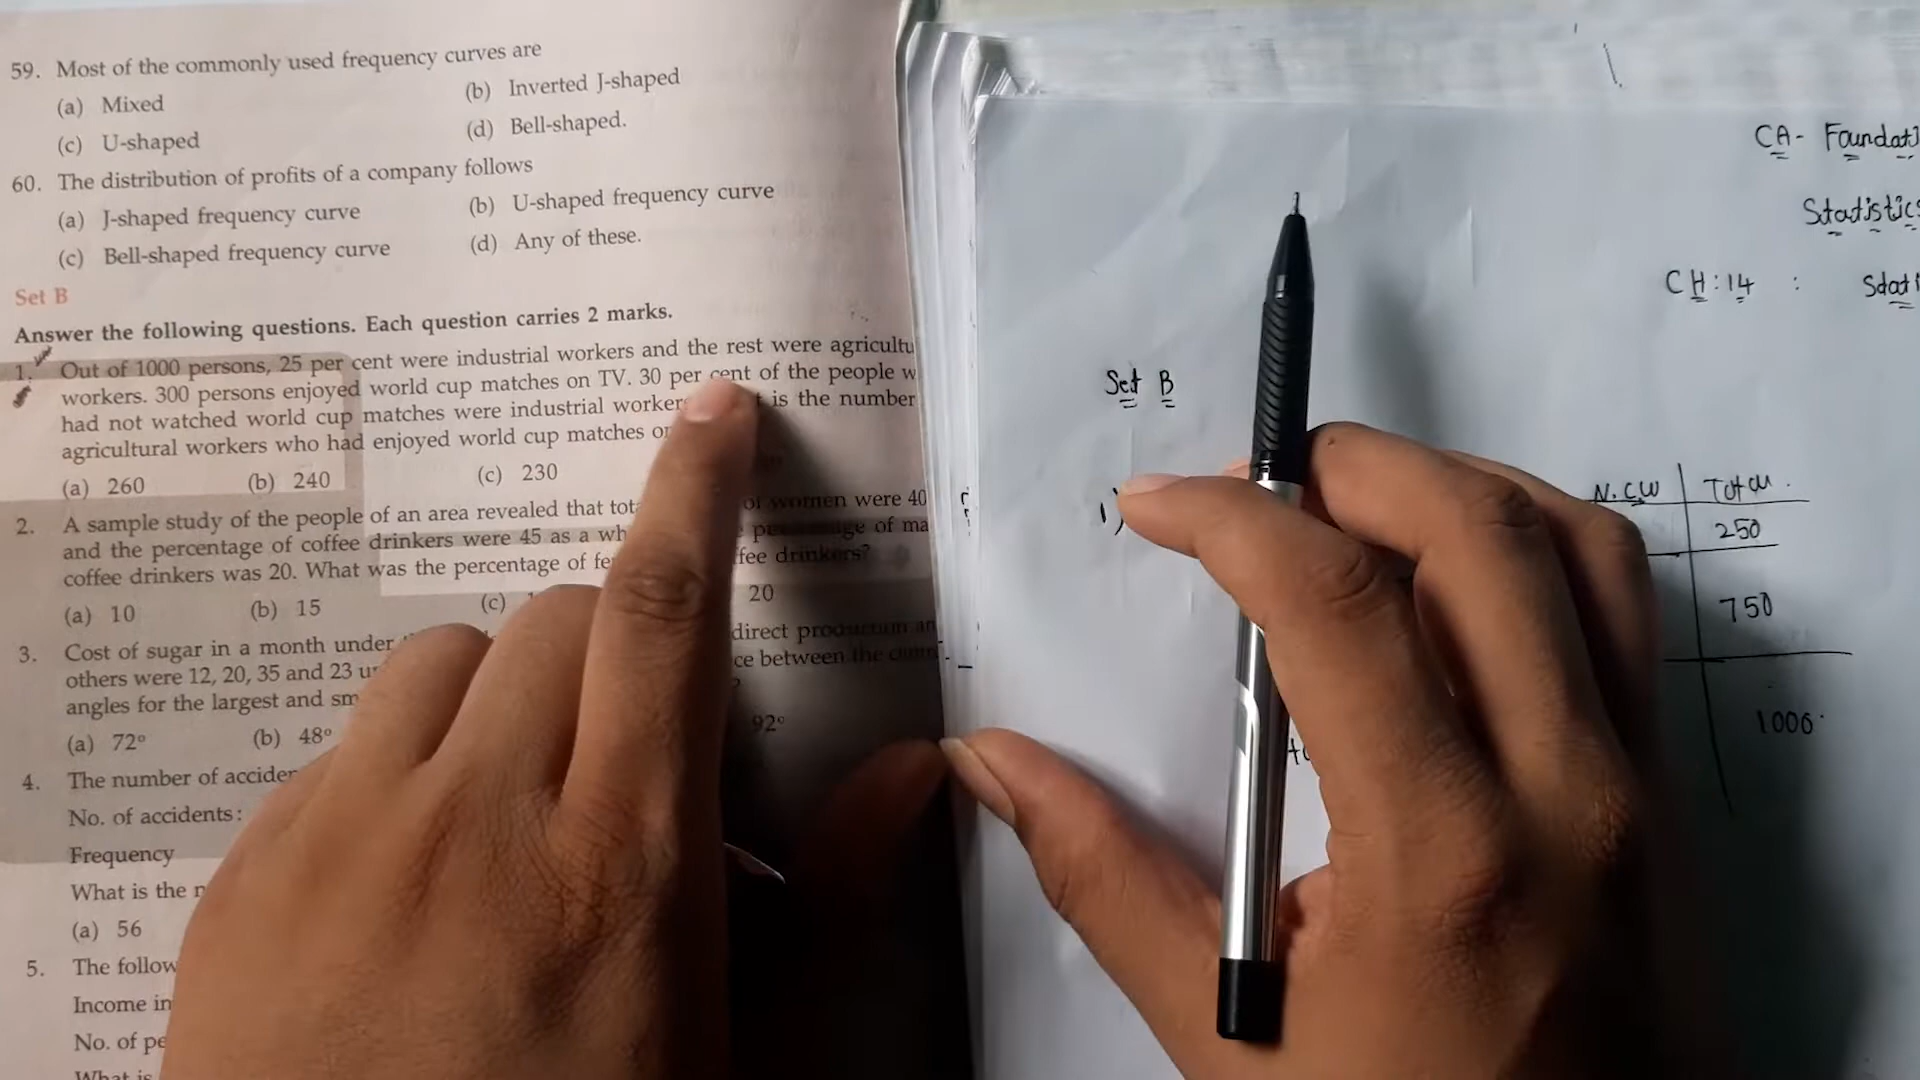 59. Most of the commonly used frequency curves are
(a) Mixed
(b) Inverted J-shaped
(c) U-shaped
(d) Bell-shaped.
60. The distribution of profits of a company follows
(a) J-shaped frequency curve
(b) U-shaped frequency curve
(c) Bell-shaped frequency curve
(d) Any of these.
Set B
Answer the following questions. Each question carries 2 marks.
1. Out of 1000 persons, 25 per cent were industrial workers and the rest were agricultu
workers. 300 persons enjoyed world cup matches on TV. 30 per cent of the people w
had not watched world cup matches were industrial worker is the number
agricultural workers who had enjoyed world cup matches o
(a) 260
(b) 240
(c) 230
2. A sample study of the people of an area revealed that tot of women were 40
and the percentage of coffee drinkers were 45 as a wh of ma
coffee drinkers was 20. What was the percentage of fe fee drinkers?
(a) 10
(b) 15
(c)
20
3. Cost of sugar in a month under direct production an
others were 12, 20, 35 and 23 u ce between the
angles for the largest and sm
(a) 72°
(b) 48°
92°
4. The number of acciden
No. of accidents:
Frequency
What is the n
(a) 56
5. The follow
Income in
No. of pe
What is
CA- Foundati
Statistics
CH:14 : Stati
Set B
1)
N.CW Total
250
750
1000